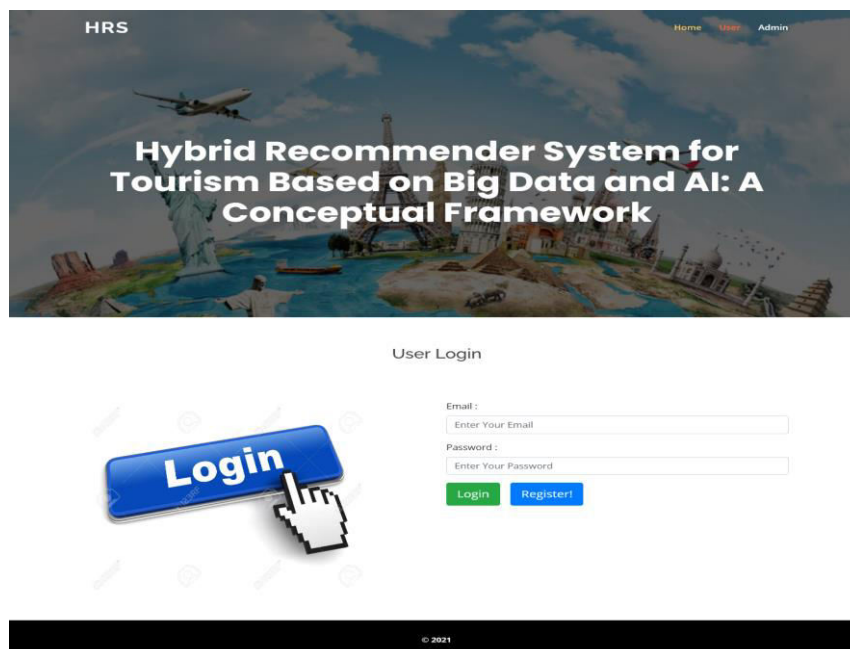 HRS
Home User Admin
Hybrid Recommender System for
Tourism Based on Big Data and AI: A
Conceptual Framework
User Login
Login
Email :
Enter Your Email
Password :
Enter Your Password
Login Register!
© 2021